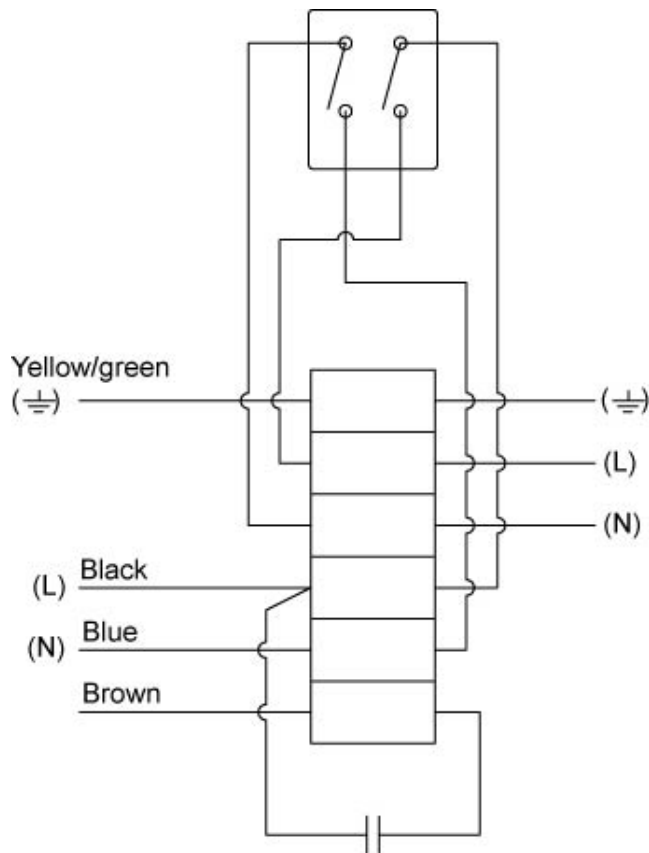 Yellow/green
(⏚) (⏚)
(L)
(N)
(L) Black
(N) Blue
Brown